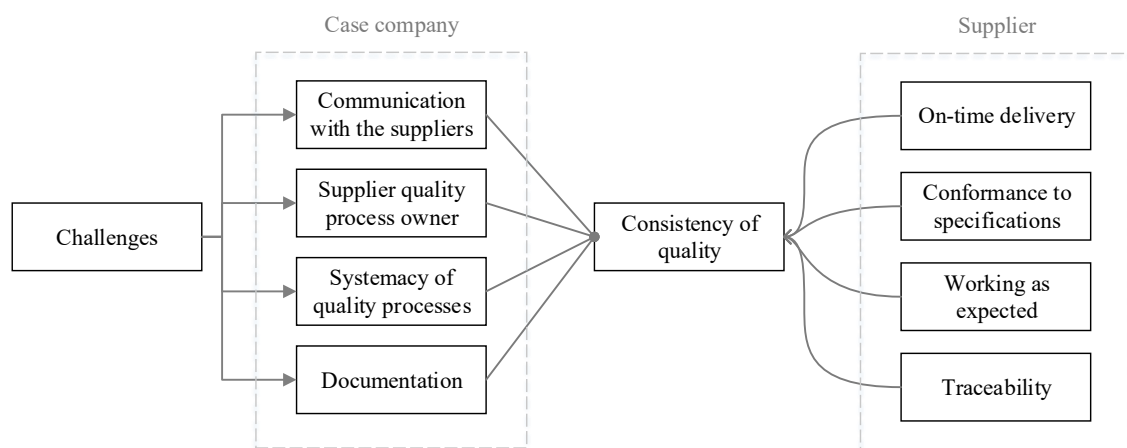 Case company
Supplier
Communication
with the suppliers
On-time delivery
Supplier quality
process owner
Conformance to
specifications
Challenges
Consistency of
quality
Systemacy of
quality processes
Working as
expected
Documentation
Traceability